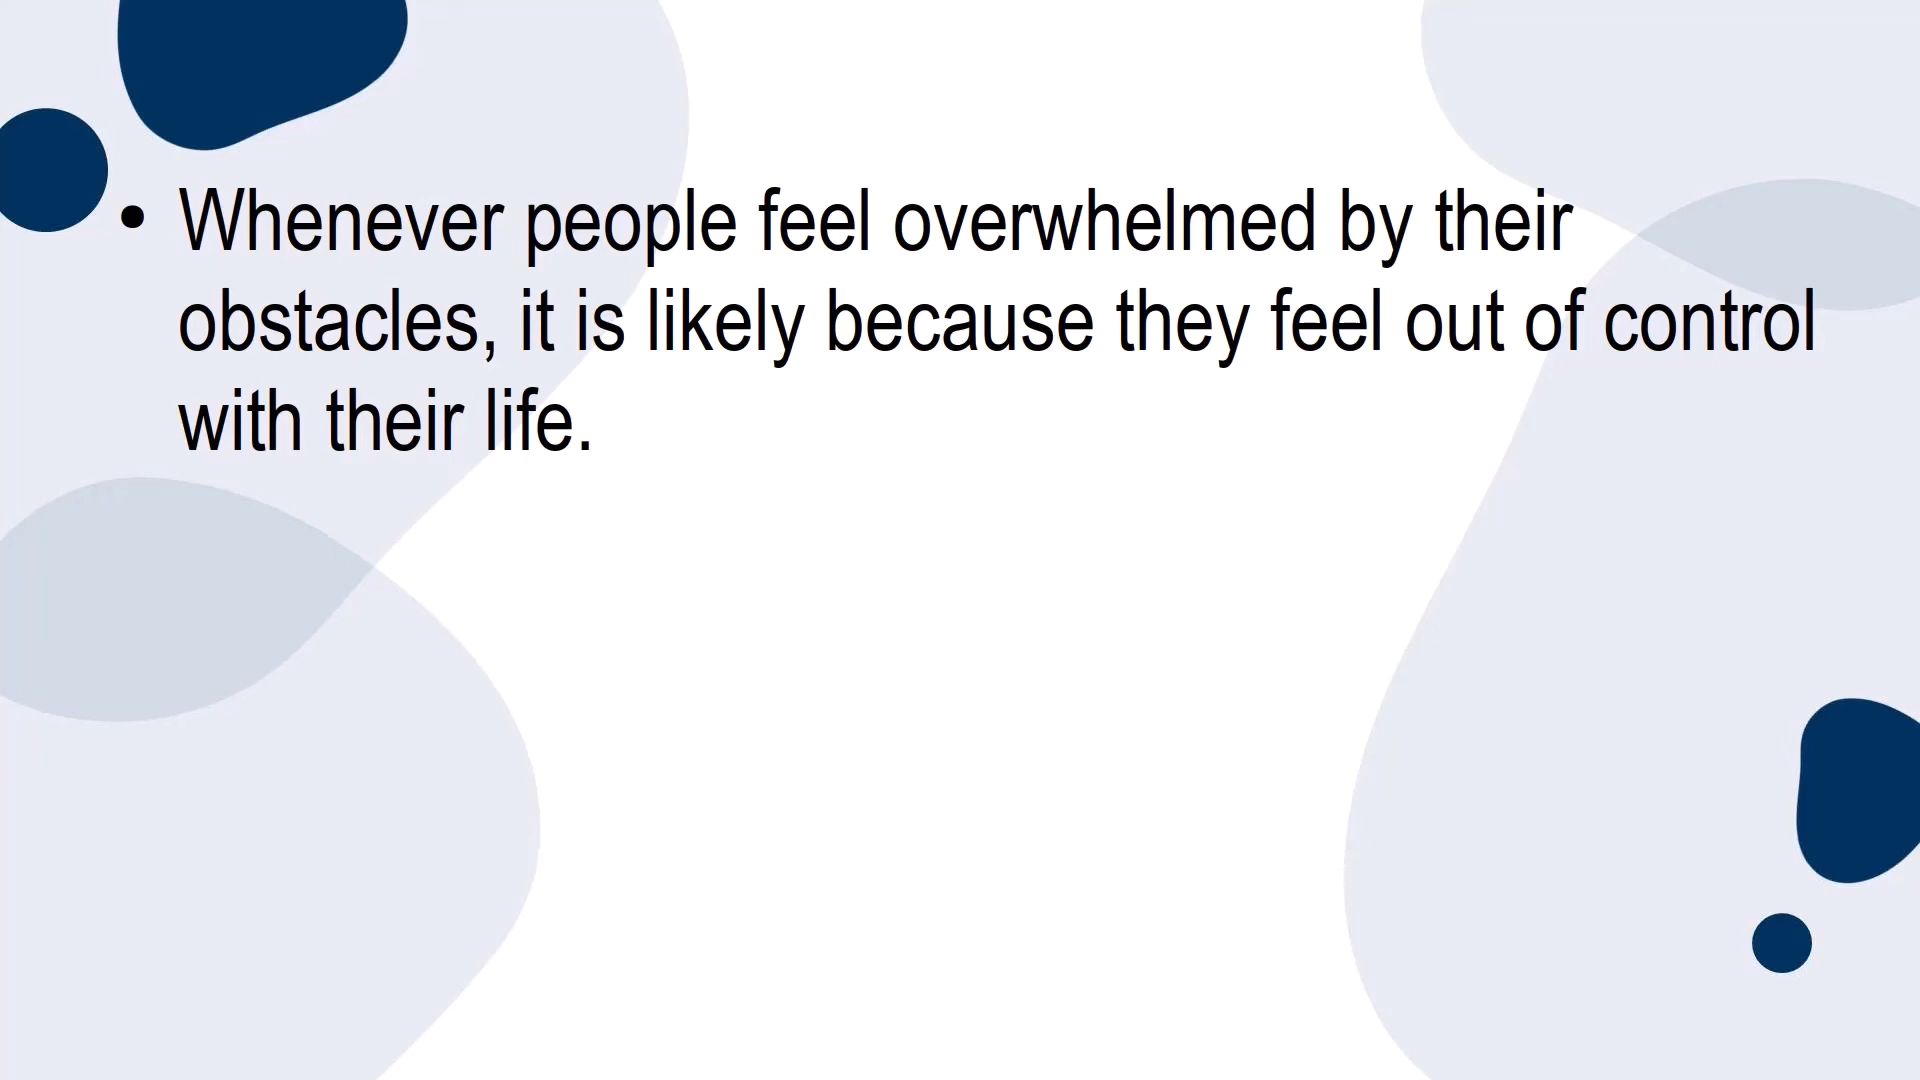 • Whenever people feel overwhelmed by their
obstacles, it is likely because they feel out of control
with their life.